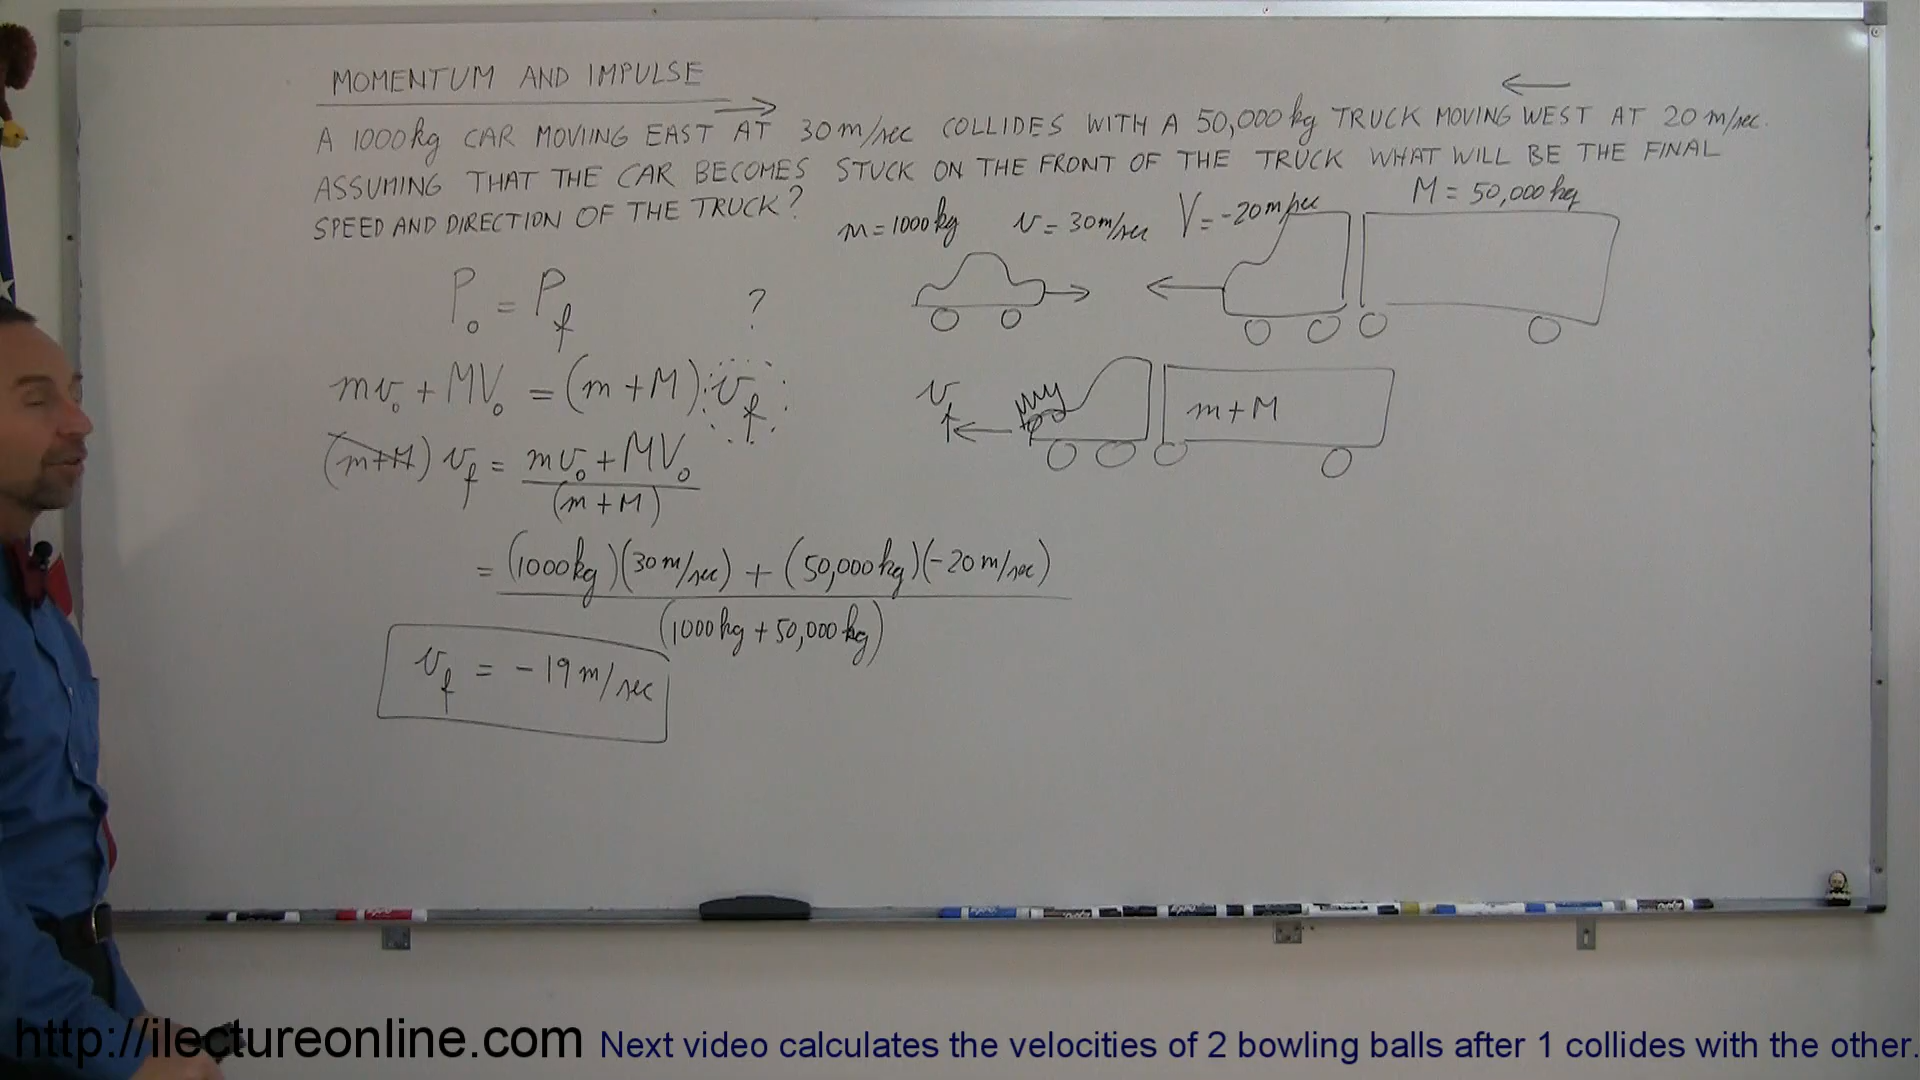 MOMENTUM AND IMPULSE
A 1000kg CAR MOVIING EAST AT 30m/sec COLLIDES WITH A 50,000kg TRUCK MOVING WEST AT 20 m/sec.
ASSUMING THAT THE CAR BECOMES STUCK ON THE FRONT OF THE TRUCK WHAT WILL BE THE FINAL
SPEED AND DIRECTION OF THE TRUCK?
m = 1000kg v = 30m/sec V = -20m/sec M = 50,000kg
P₀ = P_f ?
mv₀ + MV₀ = (m + M) v_f
v_f m + M
(m+M) v_f = mv₀ + MV₀
(m + M)
= (1000kg)(30m/sec) + (50,000kg)(-20m/sec)
(1000kg + 50,000kg)
v_f = -19m/sec
http://ilectureonline.com Next video calculates the velocities of 2 bowling balls after 1 collides with the other.